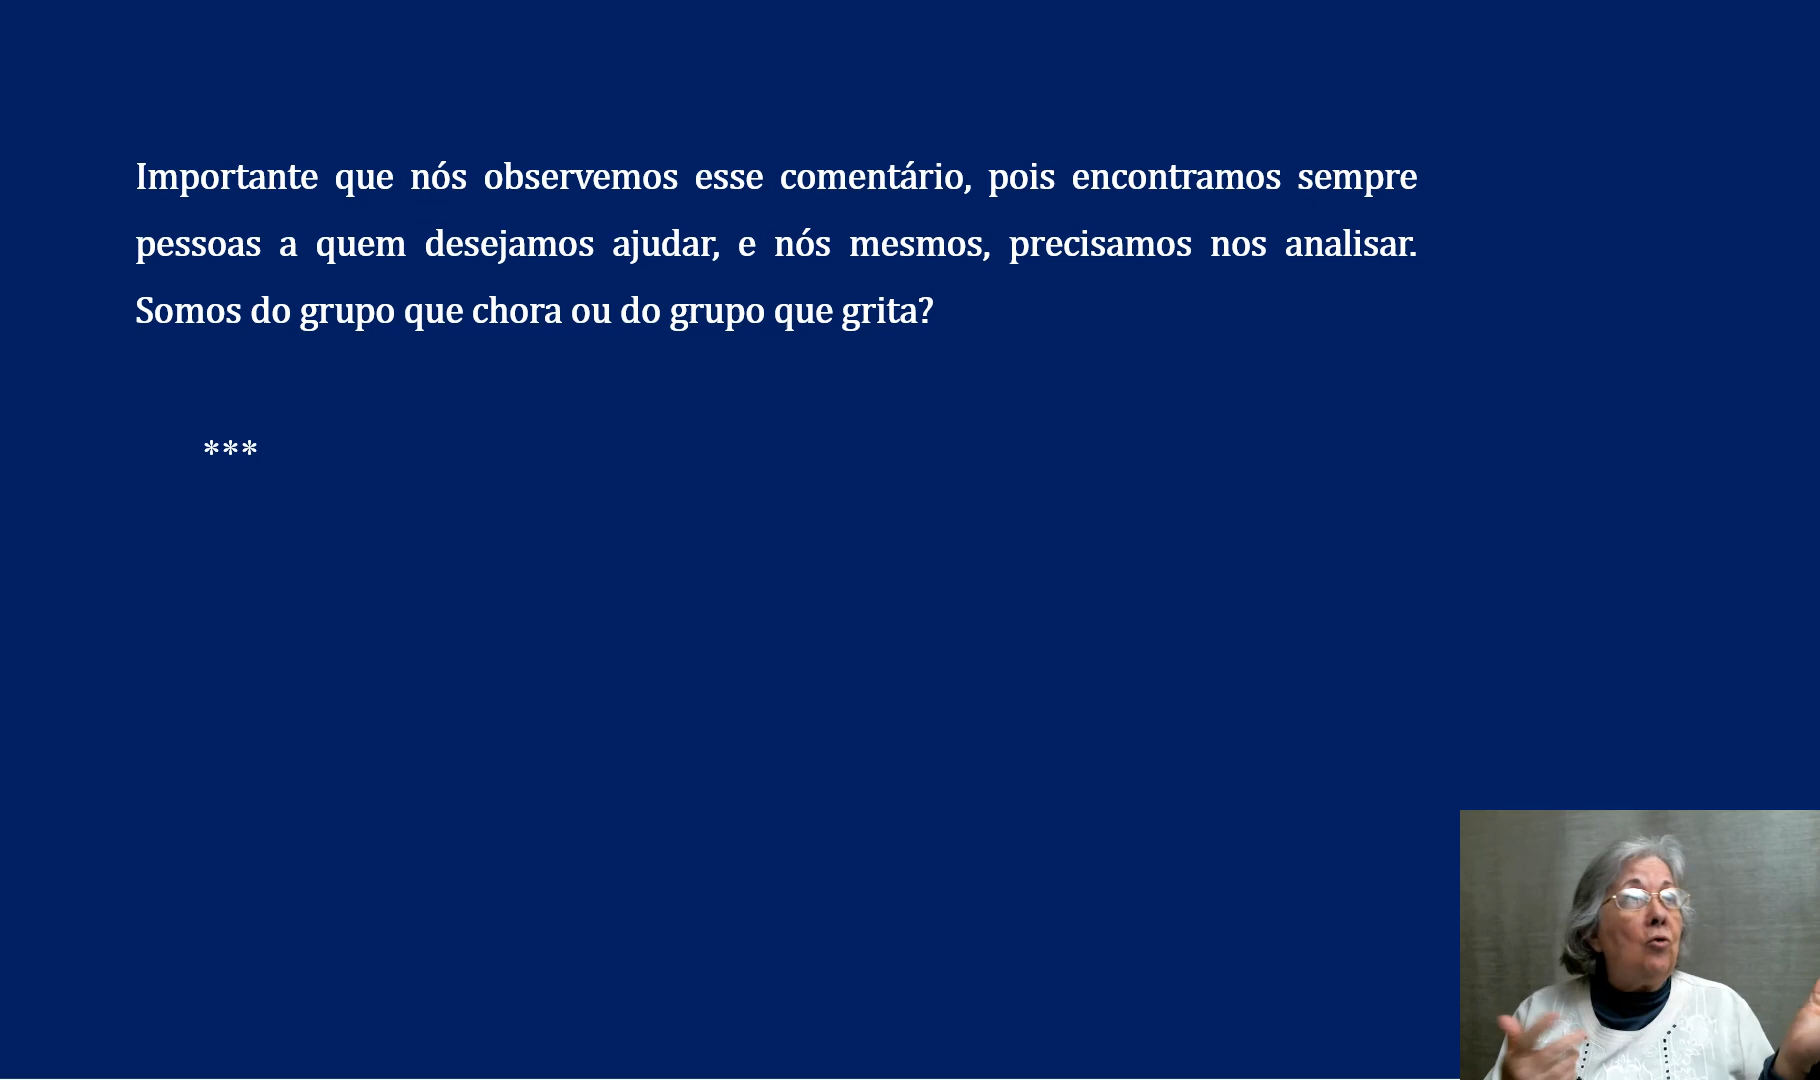 Importante que nós observemos esse comentário, pois encontramos sempre
pessoas a quem desejamos ajudar, e nós mesmos, precisamos nos analisar.
Somos do grupo que chora ou do grupo que grita?
***